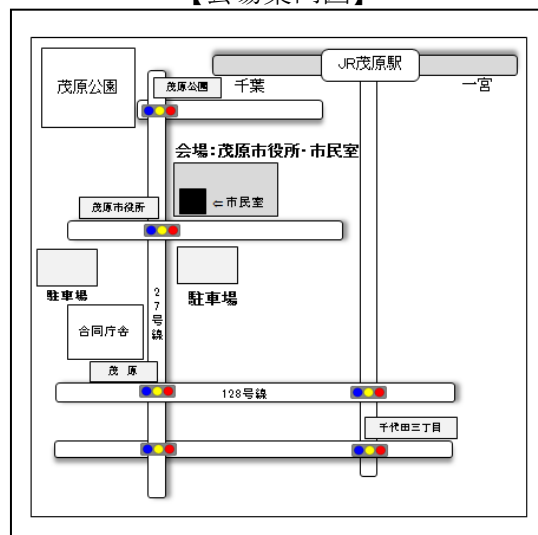 【会場案内図】
JR茂原駅
茂原公園
茂原公園
千葉
一宮
会場:茂原市役所・市民室
⇐市民室
茂原市役所
駐車場
駐車場
27号線
合同庁舎
茂原
128号線
千代田三丁目